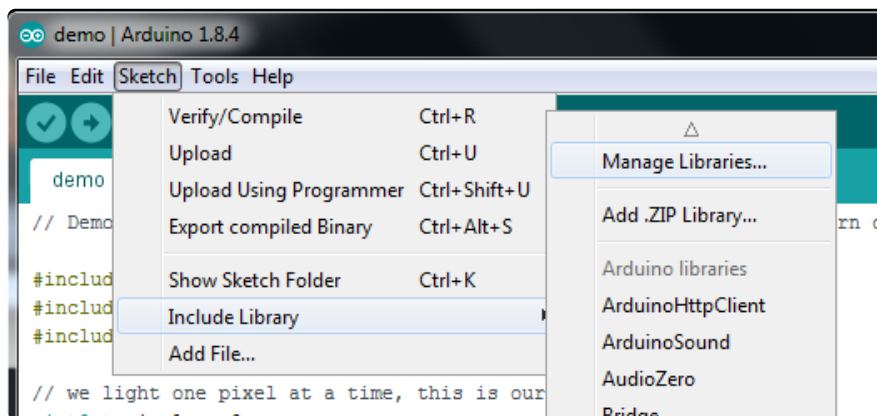 demo | Arduino 1.8.4
File Edit Sketch Tools Help
Verify/Compile Ctrl+R
Upload Ctrl+U
Upload Using Programmer Ctrl+Shift+U
Export compiled Binary Ctrl+Alt+S
Show Sketch Folder Ctrl+K
Include Library
Add File...
Manage Libraries...
Add .ZIP Library...
Arduino libraries
ArduinoHttpClient
ArduinoSound
AudioZero
Bridge
demo
// Demo
#includ
#includ
#includ
// we light one pixel at a time, this is our